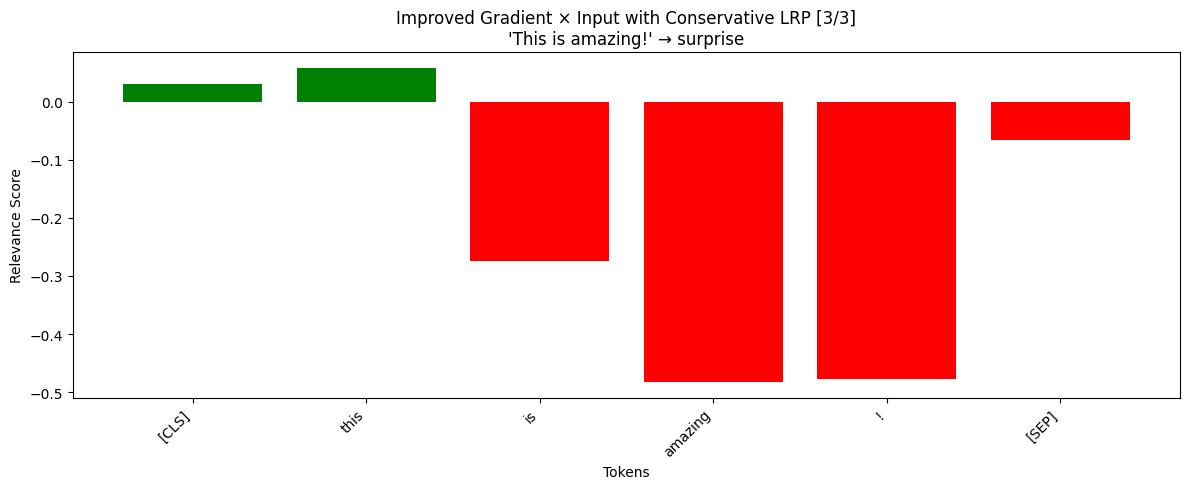 Improved Gradient × Input with Conservative LRP [3/3]
'This is amazing!' → surprise
Relevance Score
0.0
−0.1
−0.2
−0.3
−0.4
−0.5
[CLS]
this
is
amazing
!
[SEP]
Tokens